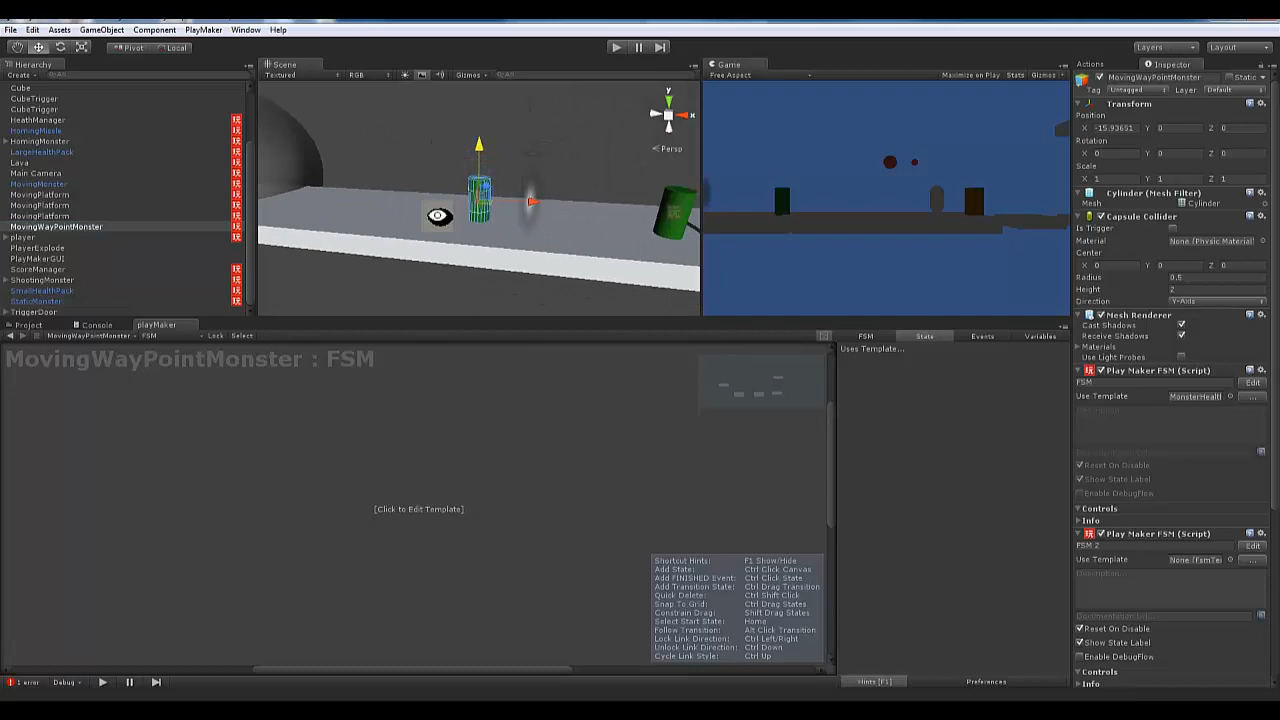 File Edit Assets GameObject Component PlayMaker Window Help
Pivot Local Layers Layout
Hierarchy
Create
Cube
CubeTrigger
CubeTrigger
HeathManager
HomingMissle
HomingMonster
LargeHealthPack
Lava
Main Camera
MovingMonster
MovingPlatform
MovingPlatform
MovingPlatform
MovingWayPointMonster
player
PlayerExplode
PlayMakerGUI
ScoreManager
ShootingMonster
SmallHealthPack
StaticMonster
TriggerDoor
Scene
Textured RGB Gizmos
y
x
Persp
Game
Free Aspect Maximize on Play Stats Gizmos
Actions Inspector
MovingWayPointMonster Static
Tag Untagged Layer Default
Transform
Position
X -15.93651 Y 0 Z 0
Rotation
X 0 Y 0 Z 0
Scale
X 1 Y 1 Z 1
Cylinder (Mesh Filter)
Mesh Cylinder
Capsule Collider
Is Trigger
Material None (Physic Material
Center
X 0 Y 0 Z 0
Radius 0.5
Height 2
Direction Y-Axis
Mesh Renderer
Cast Shadows
Receive Shadows
Materials
Use Light Probes
Play Maker FSM (Script)
FSM Edit
Use Template MonsterHealt ...
Reset On Disable
Show State Label
Enable DebugFlow
Controls
Info
Play Maker FSM (Script)
FSM 2 Edit
Use Template None (FsmTe ...
Description...
Reset On Disable
Show State Label
Enable DebugFlow
Controls
Info
Project Console playMaker
MovingWayPointMonster FSM Lock Select
MovingWayPointMonster : FSM
[Click to Edit Template]
Shortcut Hints: F1 Show/Hide
Add State: Ctrl Click Canvas
Add FINISHED Event: Ctrl Click State
Add Transition State: Ctrl Drag Transition
Quick Delete: Ctrl Shift Click
Snap To Grid: Ctrl Drag States
Constrain Drag: Shift Drag States
Select Start State: Home
Follow Transition: Alt Click Transition
Lock Link Direction: Ctrl Left/Right
Unlock Link Direction: Ctrl Down
Cycle Link Style: Ctrl Up
FSM State Events Variables
Uses Template...
1 error Debug
Hints [F1] Preferences